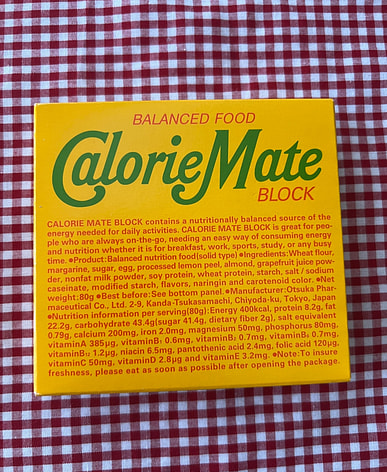 BALANCED FOOD
CalorieMate
BLOCK
CALORIE MATE BLOCK contains a nutritionally balanced source of the
energy needed for daily activities. CALORIE MATE BLOCK is great for peo-
ple who are always on-the-go, needing an easy way of consuming energy
and nutrition whether it is for breakfast, work, sports, study, or any busy
time. ●Product:Balanced nutrition food(solid type) ●Ingredients:Wheat flour,
margarine, sugar, egg, processed lemon peel, almond, grapefruit juice pow-
der, nonfat milk powder, soy protein, wheat protein, starch, salt / sodium
caseinate, modified starch, flavors, naringin and carotenoid color. ●Net
weight:80g ●Best before:See bottom panel. ●Manufacturer:Otsuka Phar-
maceutical Co., Ltd. 2-9, Kanda-Tsukasamachi, Chiyoda-ku, Tokyo, Japan
●Nutrition information per serving(80g):Energy 400kcal, protein 8.2g, fat
22.2g, carbohydrate 43.4g(sugar 41.4g, dietary fiber 2g), salt equivalent
0.79g, calcium 200mg, iron 2.0mg, magnesium 50mg, phosphorus 80mg,
vitaminA 385μg, vitaminB₁ 0.6mg, vitaminB₂ 0.7mg, vitaminB₆ 0.7mg,
vitaminB₁₂ 1.2μg, niacin 6.5mg, pantothenic acid 2.4mg, folic acid 120μg,
vitaminC 50mg, vitaminD 2.8μg and vitaminE 3.2mg. ●Note:To insure
freshness, please eat as soon as possible after opening the package.